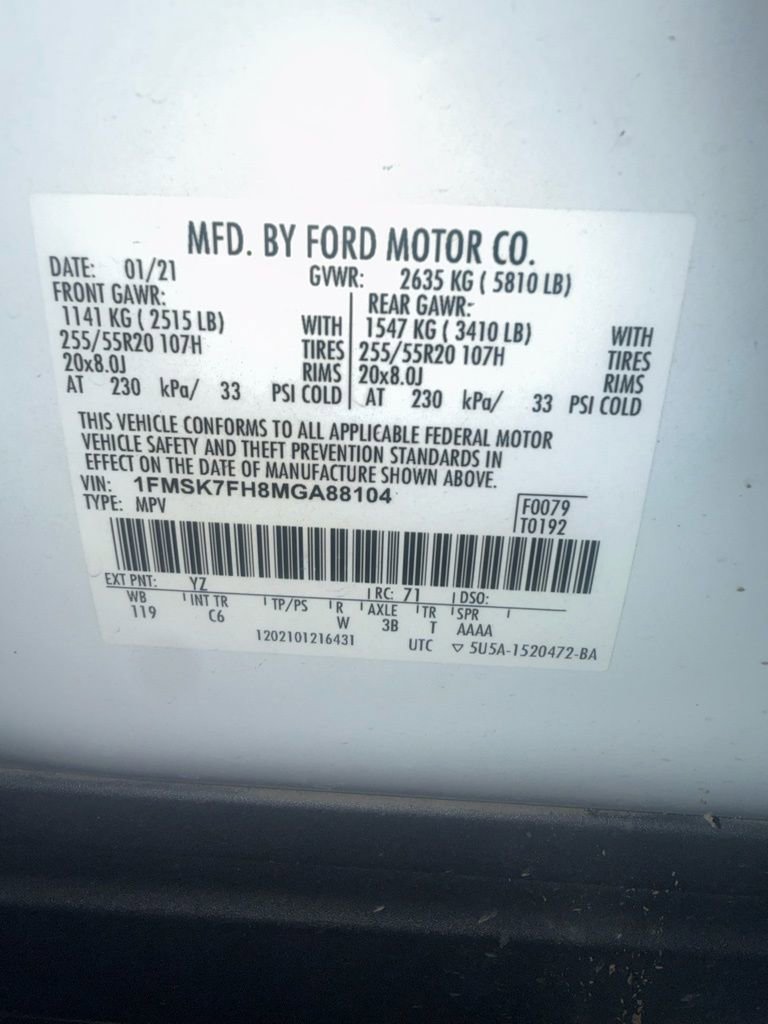 MFD. BY FORD MOTOR CO.
DATE: 01/21 GVWR: 2635 KG ( 5810 LB)
FRONT GAWR: REAR GAWR:
1141 KG ( 2515 LB) WITH 1547 KG ( 3410 LB) WITH
255/55R20 107H TIRES 255/55R20 107H TIRES
20x8.0J RIMS 20x8.0J RIMS
AT 230 kPa/ 33 PSI COLD AT 230 kPa/ 33 PSI COLD
THIS VEHICLE CONFORMS TO ALL APPLICABLE FEDERAL MOTOR
VEHICLE SAFETY AND THEFT PREVENTION STANDARDS IN
EFFECT ON THE DATE OF MANUFACTURE SHOWN ABOVE.
VIN: 1FMSK7FH8MGA88104
TYPE: MPV
F0079
T0192
EXT PNT: YZ RC: 71 DSO:
WB INT TR TP/PS R AXLE TR SPR
119 C6 W 3B T AAAA
1202101216431 UTC ▽ 5U5A-1520472-BA